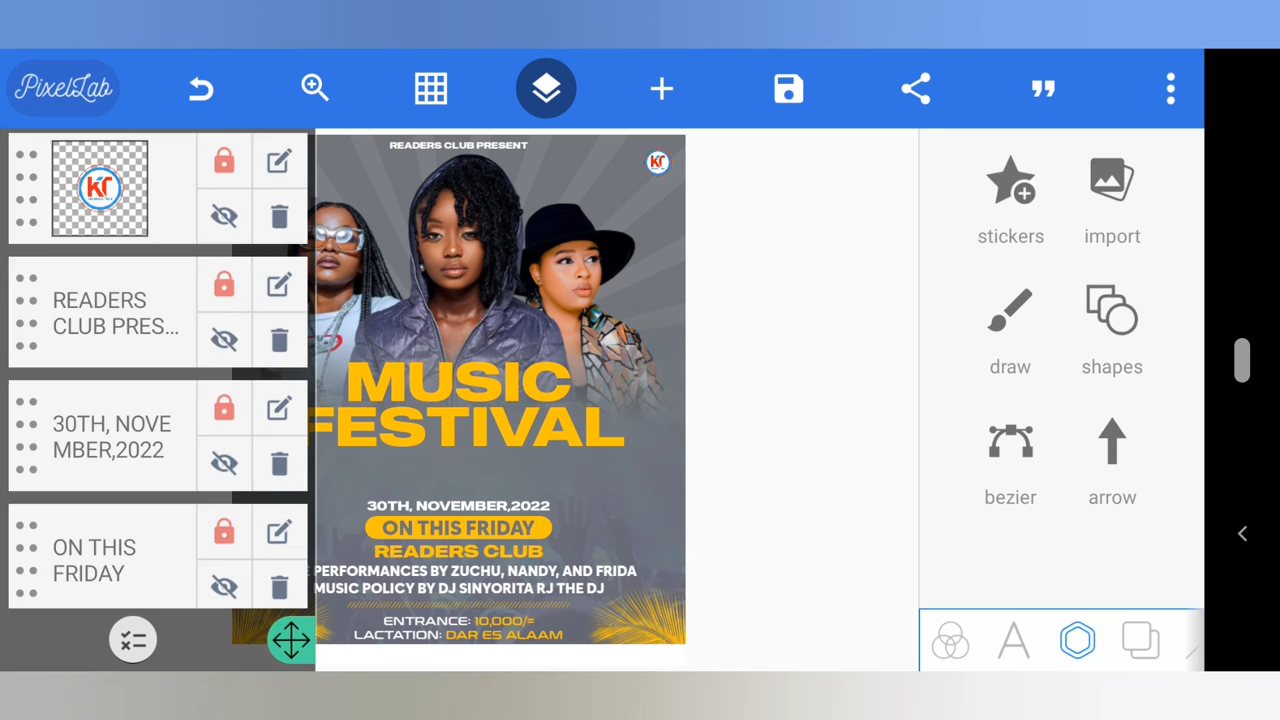 PixelLab
READERS
CLUB PRES...
30TH, NOVE
MBER,2022
ON THIS
FRIDAY
READERS CLUB PRESENT
KT
MUSIC
FESTIVAL
30TH, NOVEMBER,2022
ON THIS FRIDAY
READERS CLUB
PERFORMANCES BY ZUCHU, NANDY, AND FRIDA
MUSIC POLICY BY DJ SINYORITA RJ THE DJ
ENTRANCE: 10,000/=
LACTATION: DAR ES ALAAM
stickers
import
draw
shapes
bezier
arrow